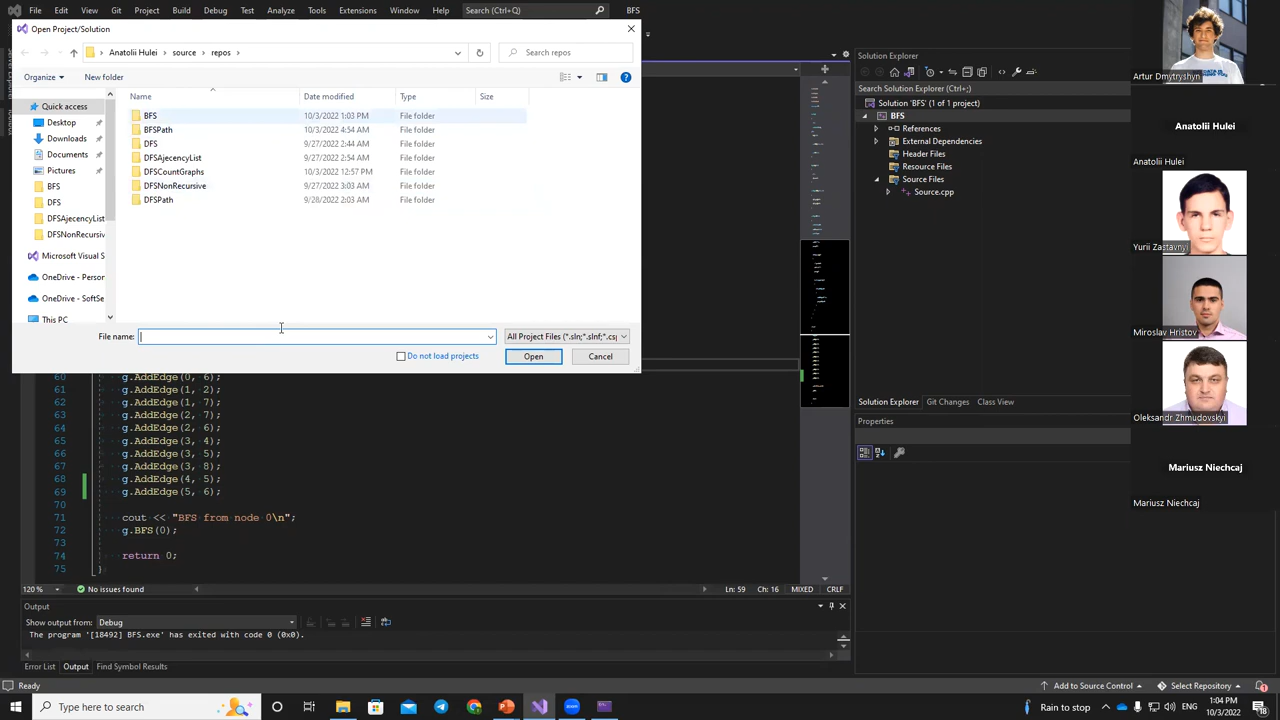 File Edit View Git Project Build Debug Test Analyze Tools Extensions Window Help Search (Ctrl+Q) BFS
Open Project/Solution
Anatolii Hulei source repos
Search repos
Organize New folder
Name Date modified Type Size
BFS 10/3/2022 1:03 PM File folder
BFSPath 10/3/2022 4:54 AM File folder
DFS 9/27/2022 2:44 AM File folder
DFSAjecencyList 9/27/2022 2:54 AM File folder
DFSCountGraphs 10/3/2022 12:57 PM File folder
DFSNonRecursive 9/27/2022 3:03 AM File folder
DFSPath 9/28/2022 2:03 AM File folder
Quick access
Desktop
Downloads
Documents
Pictures
BFS
DFS
DFSAjecencyList
DFSNonRecursiv
Microsoft Visual S
OneDrive - Person
OneDrive - SoftSe
This PC
File name: All Project Files (*.sln;*.slnf;*.csp
Do not load projects
Open Cancel
60 g.AddEdge(0, 6);
61 g.AddEdge(1, 2);
62 g.AddEdge(1, 7);
63 g.AddEdge(2, 7);
64 g.AddEdge(2, 6);
65 g.AddEdge(3, 4);
66 g.AddEdge(3, 5);
67 g.AddEdge(3, 8);
68 g.AddEdge(4, 5);
69 g.AddEdge(5, 6);
70
71 cout << "BFS from node 0\n";
72 g.BFS(0);
73
74 return 0;
75 }
120 % No issues found Ln: 59 Ch: 16 MIXED CRLF
Output
Show output from: Debug
The program '[18492] BFS.exe' has exited with code 0 (0x0).
Error List Output Find Symbol Results
Ready Add to Source Control Select Repository
Solution Explorer
Search Solution Explorer (Ctrl+;)
Solution 'BFS' (1 of 1 project)
BFS
References
External Dependencies
Header Files
Resource Files
Source Files
Source.cpp
Solution Explorer Git Changes Class View
Properties
Artur Dmytryshyn
Anatolii Hulei
Anatolii Hulei
Yurii Zastavnyi
Miroslav Hristov
Oleksandr Zhmudovskyi
Mariusz Niechcaj
Mariusz Niechcaj
Type here to search
Rain to stop
1:04 PM
10/3/2022
18